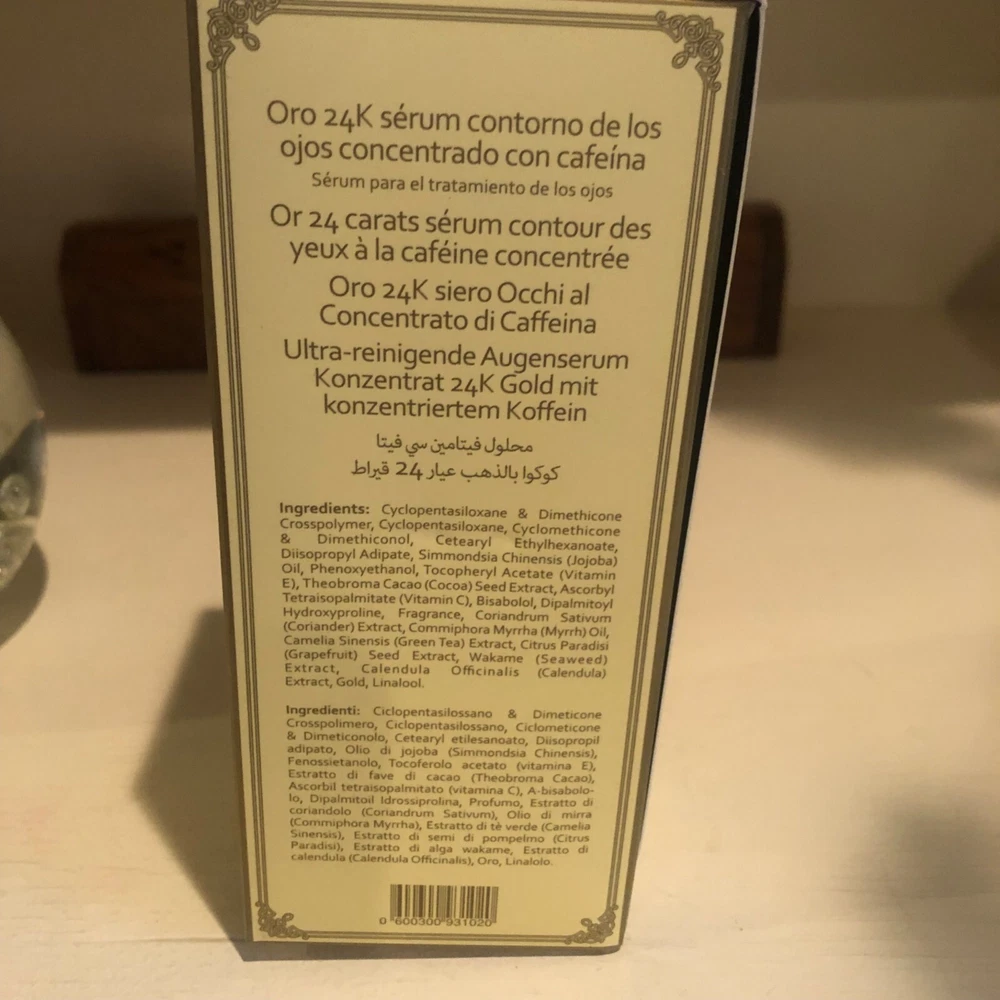 Oro 24K sérum contorno de los
ojos concentrado con cafeína
Sérum para el tratamiento de los ojos
Or 24 carats sérum contour des
yeux à la caféine concentrée
Oro 24K siero Occhi al
Concentrato di Caffeina
Ultra-reinigende Augenserum
Konzentrat 24K Gold mit
konzentriertem Koffein
محلول فيتامين سي فيتا
كوكوا بالذهب عيار 24 قيراط
Ingredients: Cyclopentasiloxane & Dimethicone
Crosspolymer, Cyclopentasiloxane, Cyclomethicone
& Dimethiconol, Cetearyl Ethylhexanoate,
Diisopropyl Adipate, Simmondsia Chinensis (Jojoba)
Oil, Phenoxyethanol, Tocopheryl Acetate (Vitamin
E), Theobroma Cacao (Cocoa) Seed Extract, Ascorbyl
Tetraisopalmitate (Vitamin C), Bisabolol, Dipalmitoyl
Hydroxyproline, Fragrance, Coriandrum Sativum
(Coriander) Extract, Commiphora Myrrha (Myrrh) Oil,
Camelia Sinensis (Green Tea) Extract, Citrus Paradisi
(Grapefruit) Seed Extract, Wakame (Seaweed)
Extract, Calendula Officinalis (Calendula)
Extract, Gold, Linalool.
Ingredienti: Ciclopentasilossano & Dimeticone
Crosspolimero, Ciclopentasilossano, Ciclometicone
& Dimeticonolo, Cetearyl etilesanoato, Diisopropil
adipato, Olio di jojoba (Simmondsia Chinensis),
Fenossietanolo, Tocoferolo acetato (vitamina E),
Estratto di fave di cacao (Theobroma Cacao),
Ascorbil tetraisopalmitato (vitamina C), A-bisabolo-
lo, Dipalmitoil Idrossiprolina, Profumo, Estratto di
coriandolo (Coriandrum Sativum), Olio di mirra
(Commiphora Myrrha), Estratto di tè verde (Camelia
Sinensis), Estratto di semi di pompelmo (Citrus
Paradisi), Estratto di alga wakame, Estratto di
calendula (Calendula Officinalis), Oro, Linalolo.
0 600300 931020